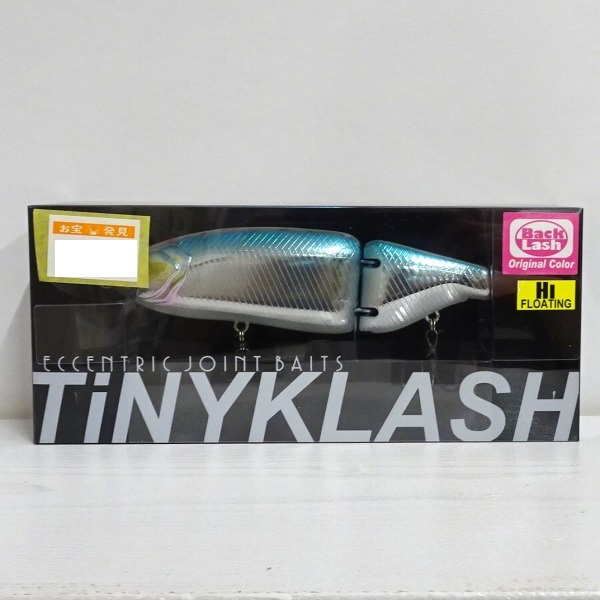 お宝 発見
Back
Lash
Original Color
Hi
FLOATING
ECCENTRIC JOINT BAITS
TiNYKLASH